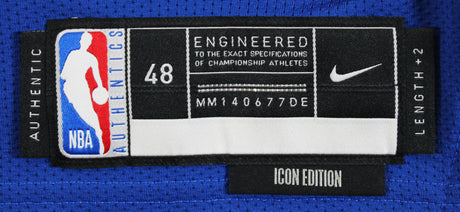 AUTHENTIC
NBA
AUTHENTICS
48
ENGINEERED
TO THE EXACT SPECIFICATIONS
OF CHAMPIONSHIP ATHLETES
MM140677DE
LENGTH +2
ICON EDITION